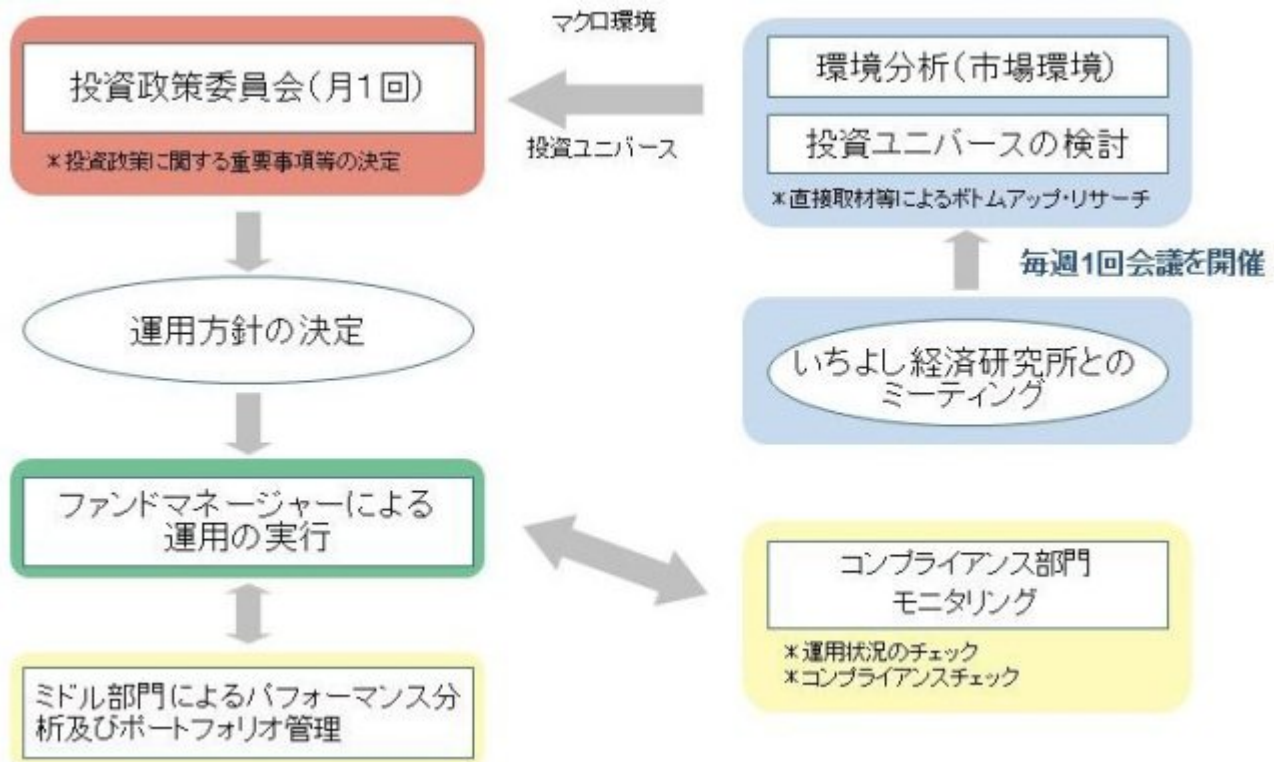 マクロ環境
投資政策委員会(月1回)
*投資政策に関する重要事項等の決定
投資ユニバース
環境分析(市場環境)
投資ユニバースの検討
*直接取材等によるボトムアップ・リサーチ
毎週1回会議を開催
いちよし経済研究所との
ミーティング
運用方針の決定
ファンドマネージャーによる
運用の実行
コンプライアンス部門
モニタリング
*運用状況のチェック
*コンプライアンスチェック
ミドル部門によるパフォーマンス分
析及びポートフォリオ管理